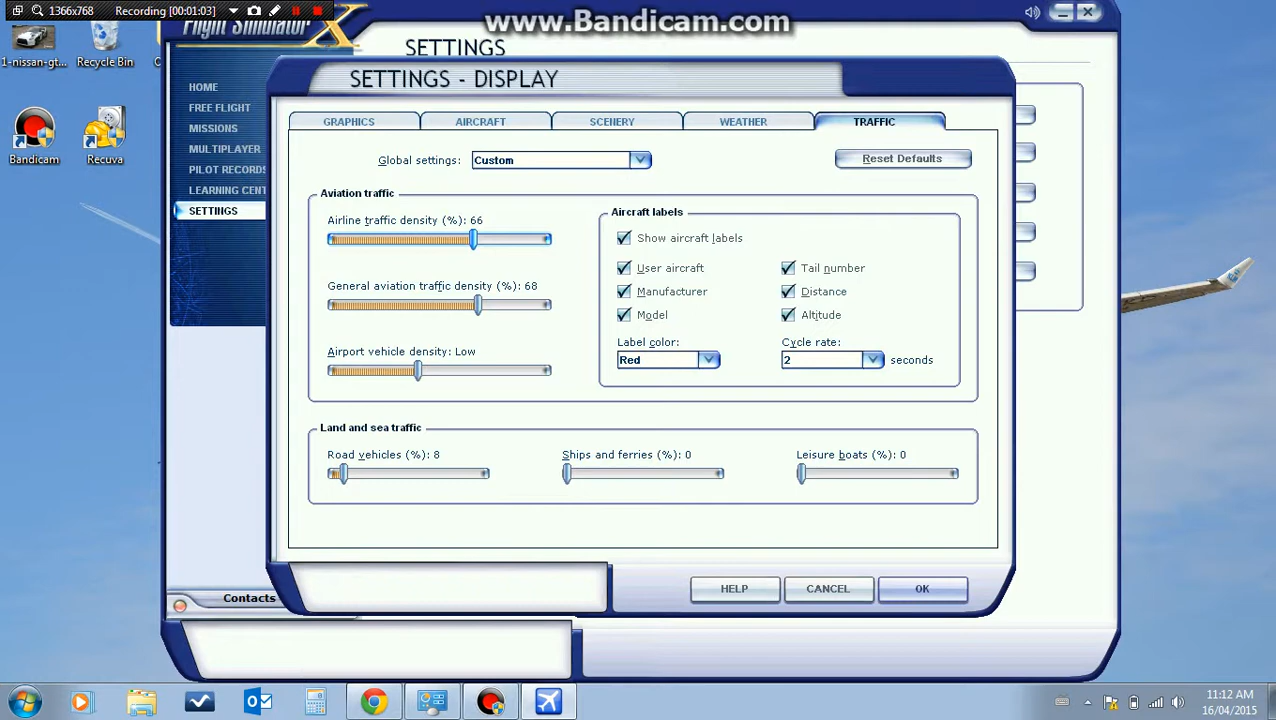 1366x768 Recording [00:01:03]
www.Bandicam.com
Flight Simulator X
1-nissan-gt...
Recycle Bin
Bandicam
Recuva
SETTINGS
HOME
FREE FLIGHT
MISSIONS
MULTIPLAYER
PILOT RECORDS
LEARNING CENT
SETTINGS
SETTINGS - DISPLAY
GRAPHICS AIRCRAFT SCENERY WEATHER TRAFFIC
Global settings: Custom Reset Defaults
Aviation traffic
Airline traffic density (%): 66
General aviation traffic density (%): 68
Airport vehicle density: Low
Aircraft labels
Show aircraft labels
User aircraft Tail number
Manufacturer Distance
Model Altitude
Label color: Cycle rate:
Red 2 seconds
Land and sea traffic
Road vehicles (%): 8 Ships and ferries (%): 0 Leisure boats (%): 0
HELP CANCEL OK
Contacts
11:12 AM
16/04/2015